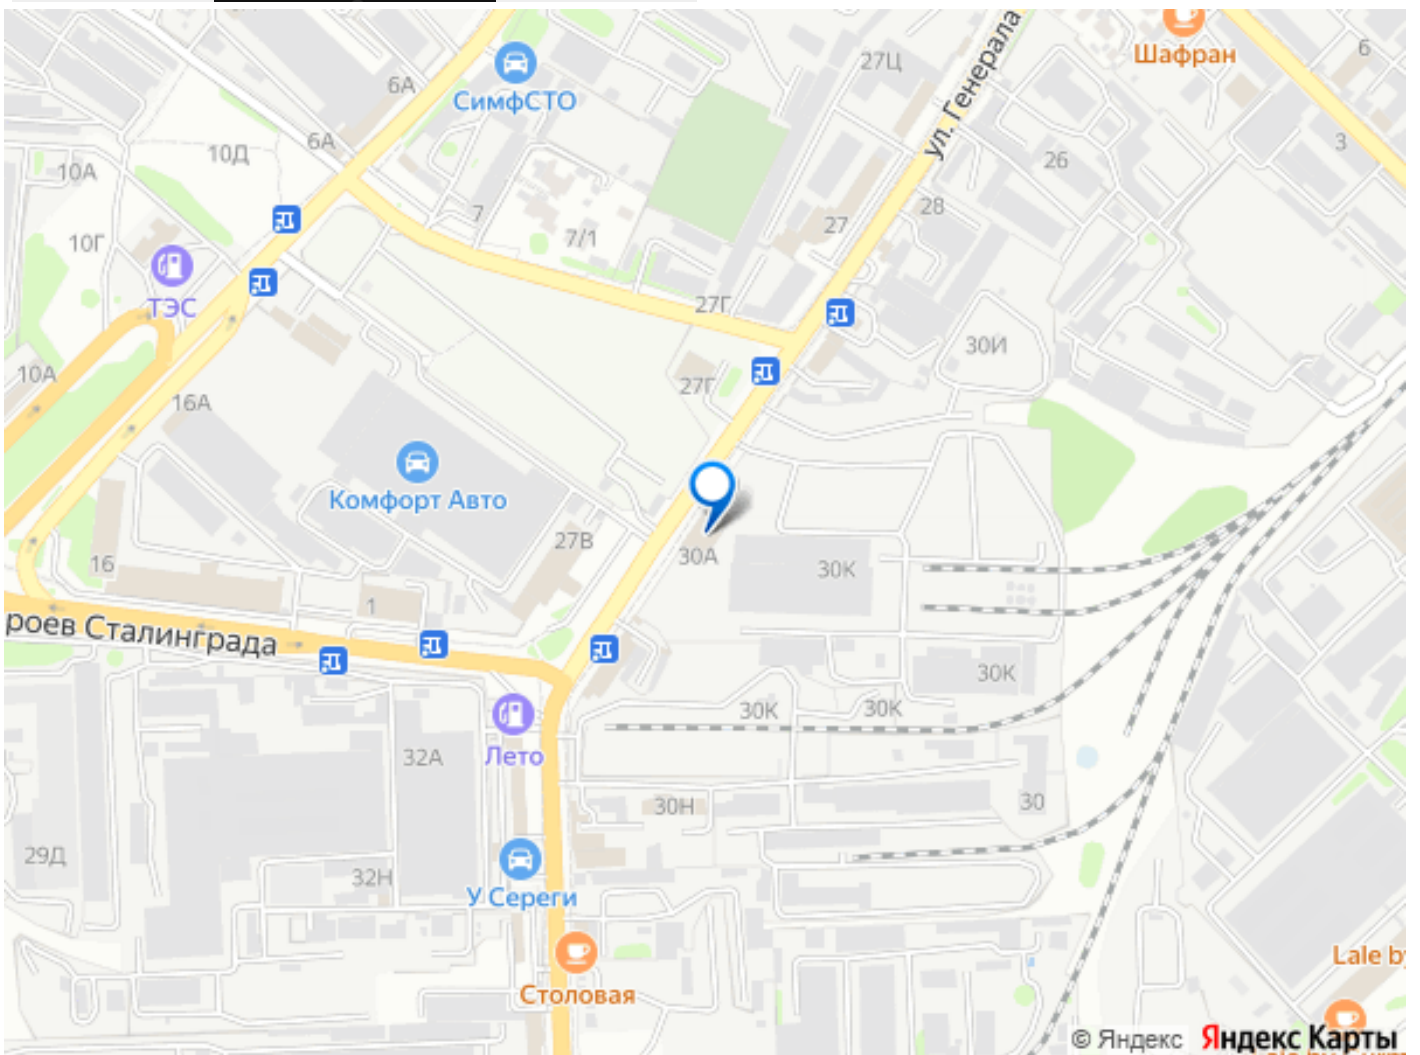 ул. Генерала
Шафран
6
27Ц
6А
СимфСТО
6А
10Д
10А
26
3
7
28
27
10Г
7/1
ТЭС
27Г
30И
10А
27Г
16А
Комфорт Авто
27В
30А
30К
16
1
роев Сталинграда
30К
30К
30К
32А
Лето
30Н
30
29Д
32Н
У Сереги
Lale by
Столовая
© Яндекс Яндекс Карты